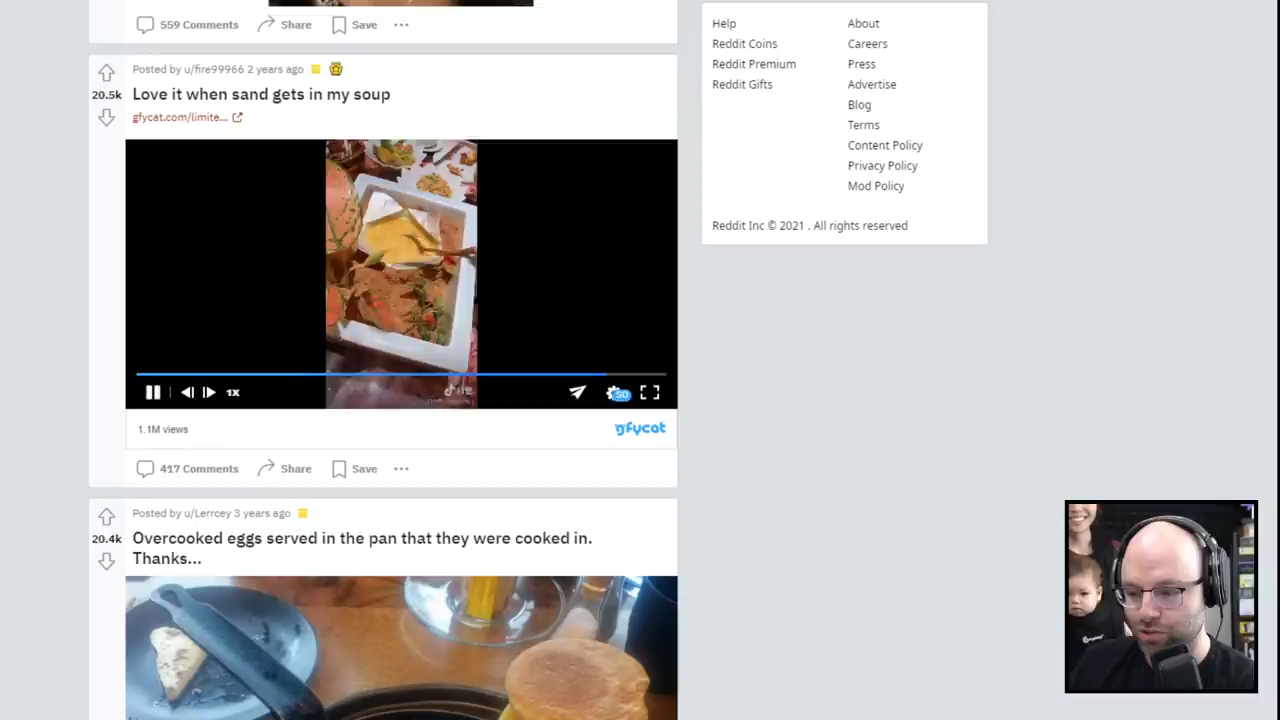 559 Comments Share Save
Posted by u/fire99966 2 years ago
20.5k
Love it when sand gets in my soup
gfycat.com/limite...
1X
50
1.1M views
gfycat
417 Comments Share Save
Posted by u/Lerrcey 3 years ago
20.4k
Overcooked eggs served in the pan that they were cooked in.
Thanks...
Help
Reddit Coins
Reddit Premium
Reddit Gifts
About
Careers
Press
Advertise
Blog
Terms
Content Policy
Privacy Policy
Mod Policy
Reddit Inc © 2021 . All rights reserved